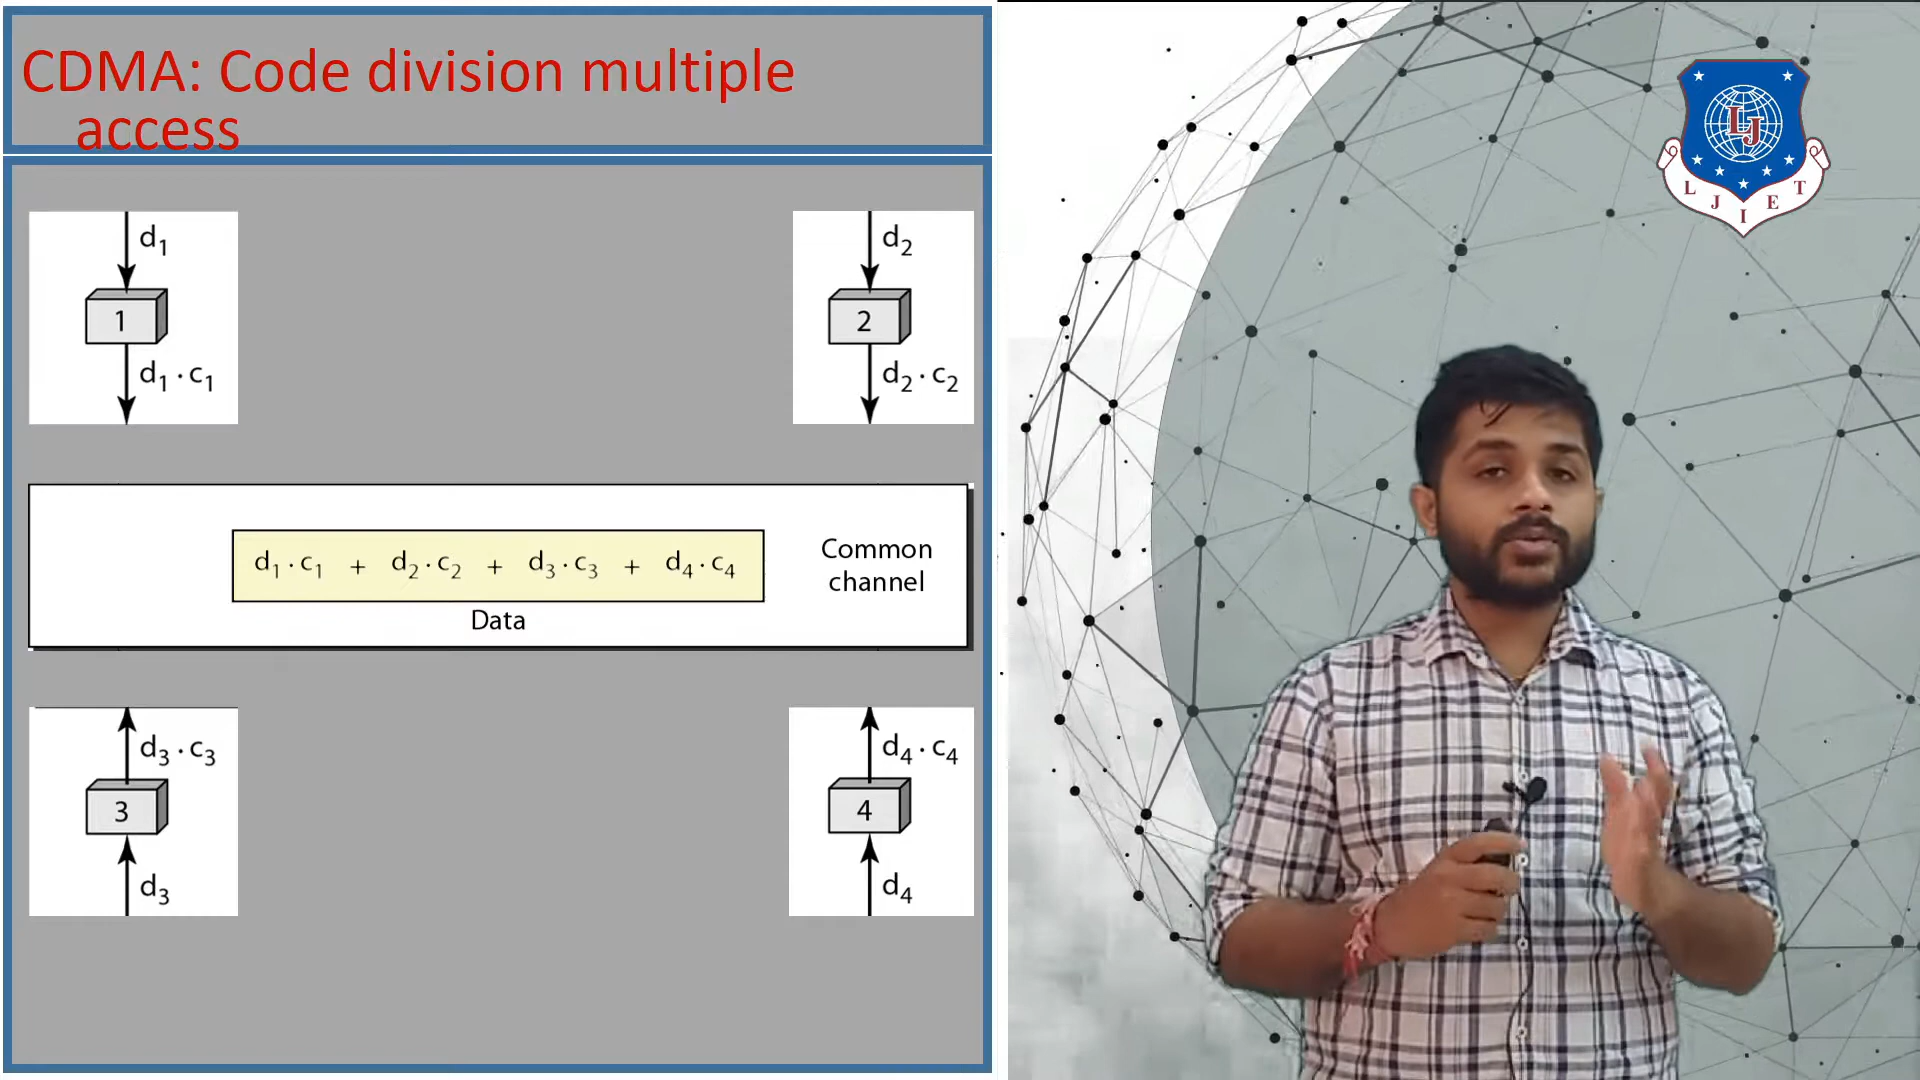 CDMA: Code division multiple
access
d1
d2
1
2
d1 · c1
d2 · c2
d1 · c1 + d2 · c2 + d3 · c3 + d4 · c4
Common
channel
Data
d3 · c3
d4 · c4
3
4
d3
d4
LJ
L J I E T